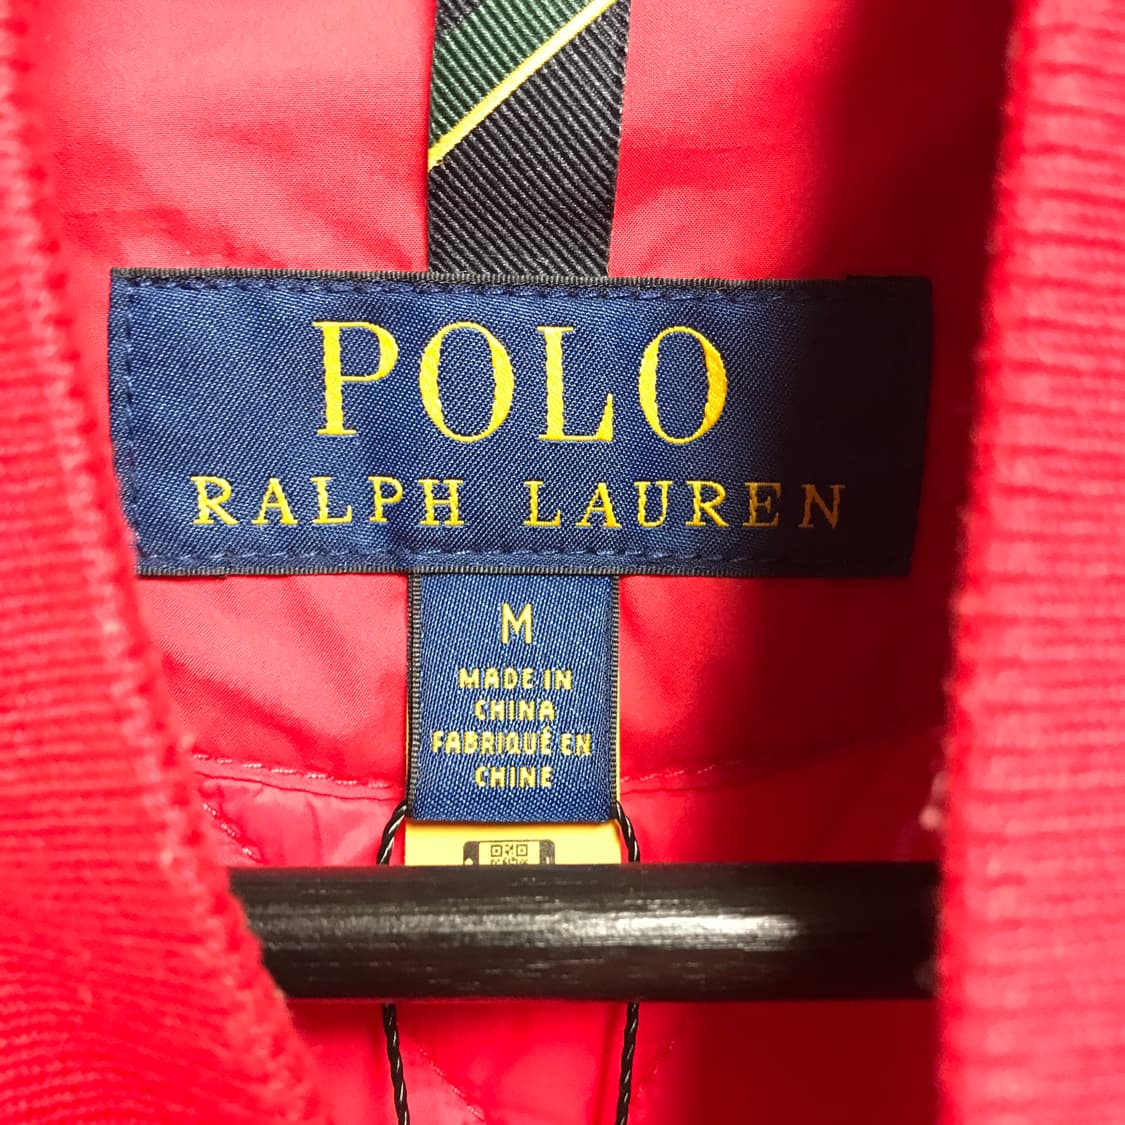 POLO
RALPH LAUREN
M
MADE IN
CHINA
FABRIQUÉ EN
CHINE